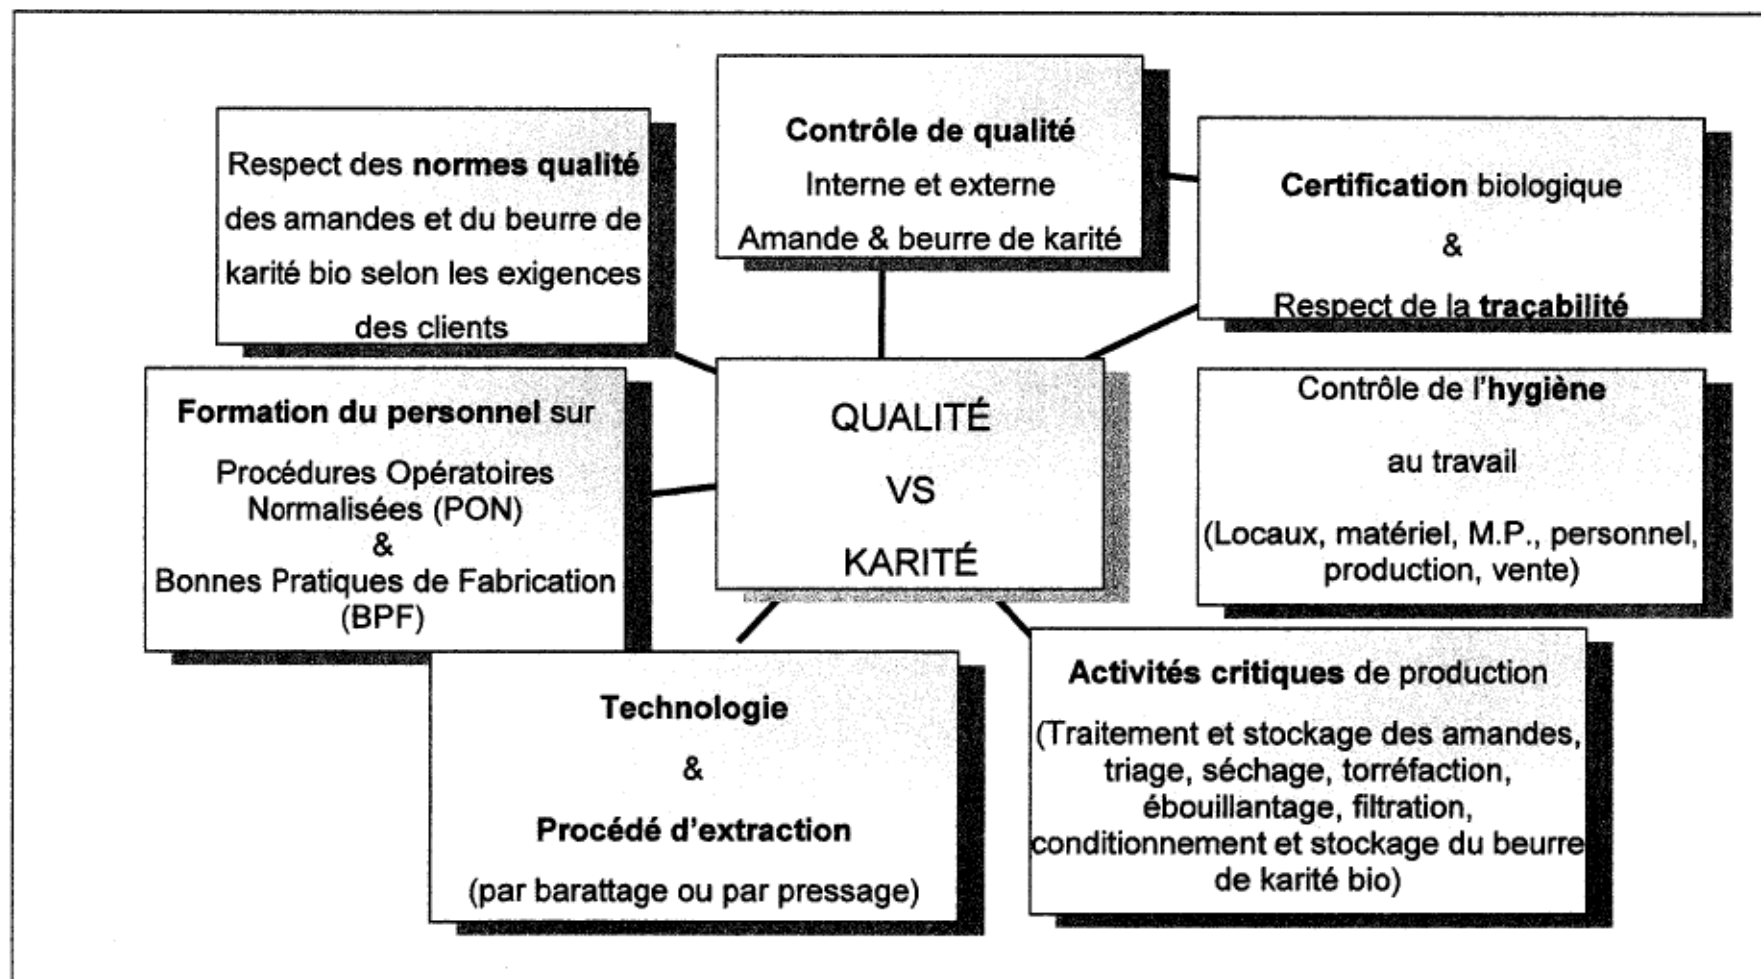 Contrôle de qualité
Interne et externe
Amande & beurre de karité
Respect des normes qualité
des amandes et du beurre de
karité bio selon les exigences
des clients
Certification biologique
&
Respect de la traçabilité
Formation du personnel sur
Procédures Opératoires
Normalisées (PON)
&
Bonnes Pratiques de Fabrication
(BPF)
QUALITÉ
VS
KARITÉ
Contrôle de l'hygiène
au travail
(Locaux, matériel, M.P., personnel,
production, vente)
Technologie
&
Procédé d'extraction
(par barattage ou par pressage)
Activités critiques de production
(Traitement et stockage des amandes,
triage, séchage, torréfaction,
ébouillantage, filtration,
conditionnement et stockage du beurre
de karité bio)